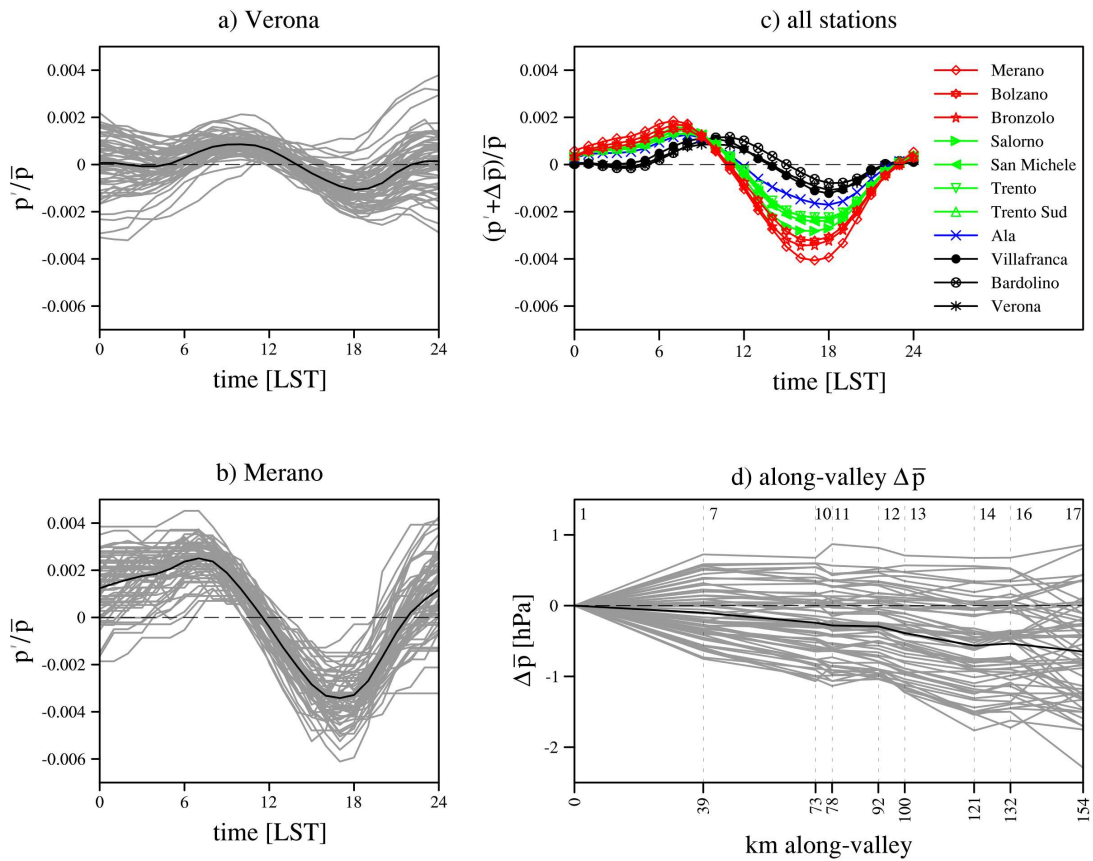 a) Verona
0.004
0.002
0
-0.002
-0.004
-0.006
p'/p̅
0 6 12 18 24
time [LST]
c) all stations
0.004
0.002
0
-0.002
-0.004
-0.006
(p'+Δp̅)/p̅
0 6 12 18 24
time [LST]
Merano
Bolzano
Bronzolo
Salorno
San Michele
Trento
Trento Sud
Ala
Villafranca
Bardolino
Verona
b) Merano
0.004
0.002
0
-0.002
-0.004
-0.006
p'/p̅
0 6 12 18 24
time [LST]
d) along-valley Δp̅
1 7 10 11 12 13 14 16 17
1
0
-1
-2
Δp̅ [hPa]
0 39 73 78 92 100 121 132 154
km along-valley